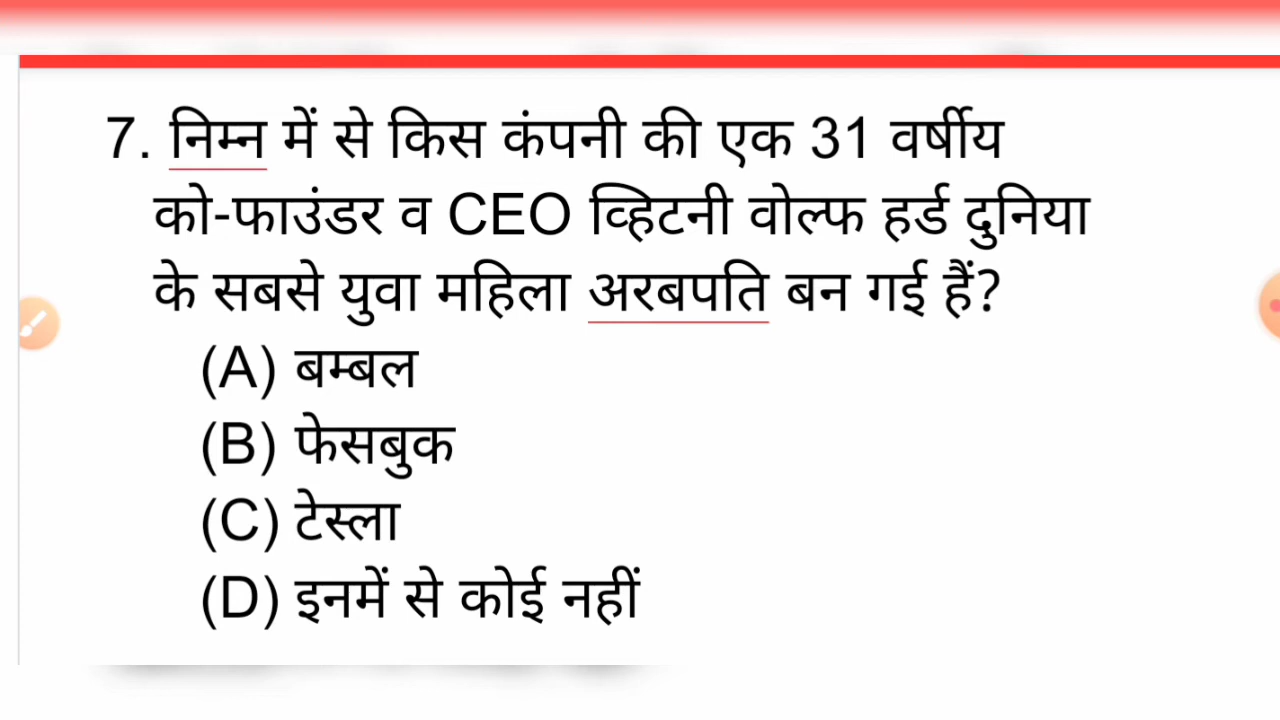 7. निम्न में से किस कंपनी की एक 31 वर्षीय
को-फाउंडर व CEO व्हिटनी वोल्फ हर्ड दुनिया
के सबसे युवा महिला अरबपति बन गई हैं?
(A) बम्बल
(B) फेसबुक
(C) टेस्ला
(D) इनमें से कोई नहीं